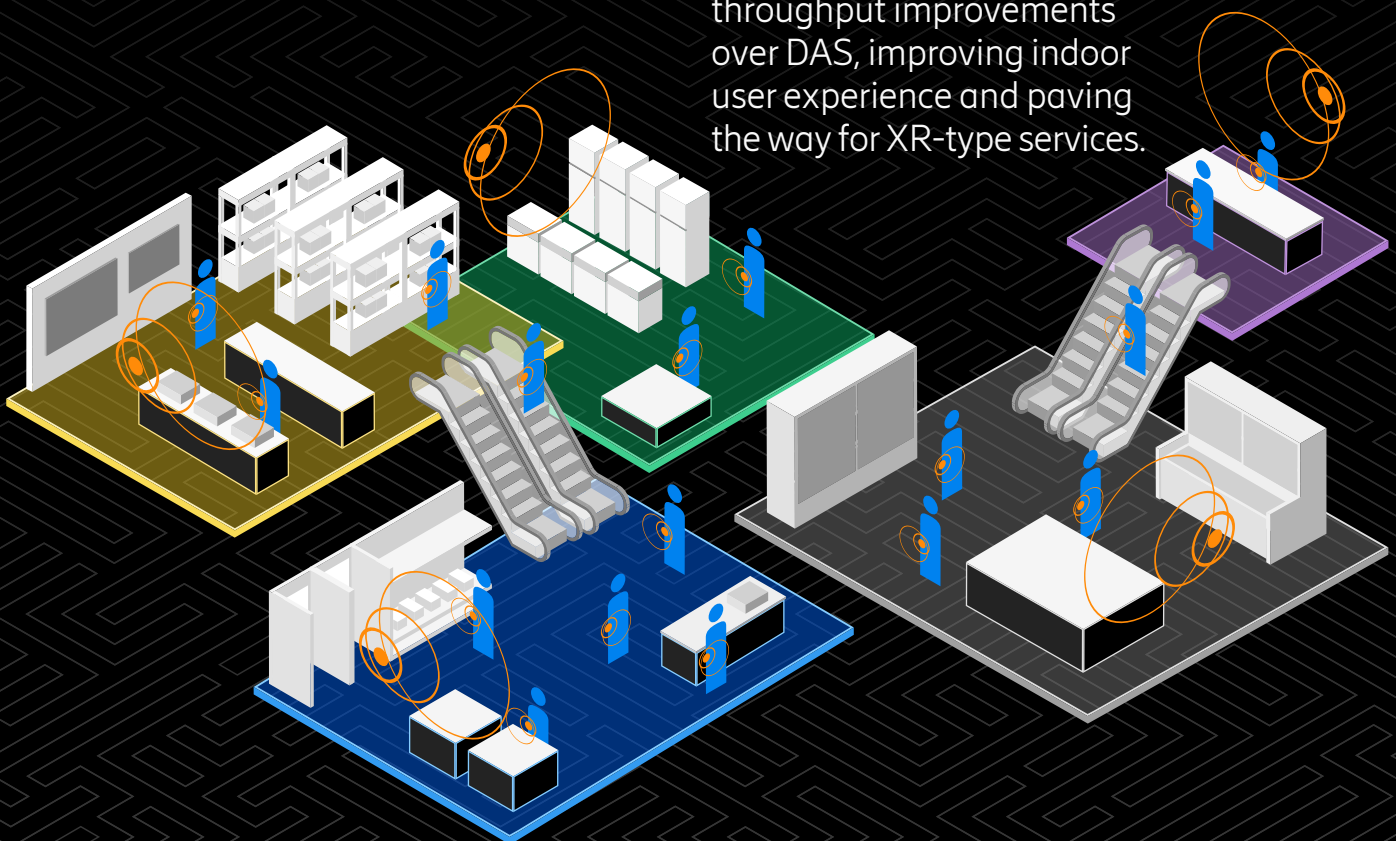 throughput improvements
over DAS, improving indoor
user experience and paving
the way for XR-type services.